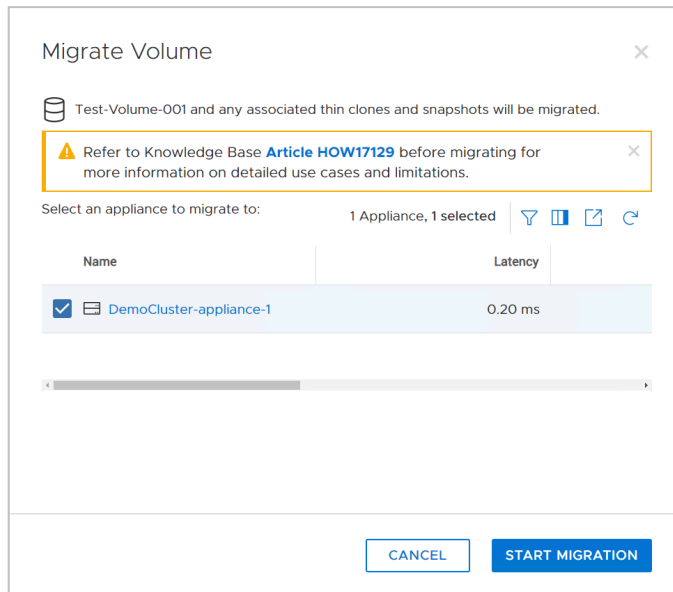 Migrate Volume
Test-Volume-001 and any associated thin clones and snapshots will be migrated.
Refer to Knowledge Base Article HOW17129 before migrating for
more information on detailed use cases and limitations.
Select an appliance to migrate to:
1 Appliance, 1 selected
Name
Latency
DemoCluster-appliance-1
0.20 ms
CANCEL
START MIGRATION